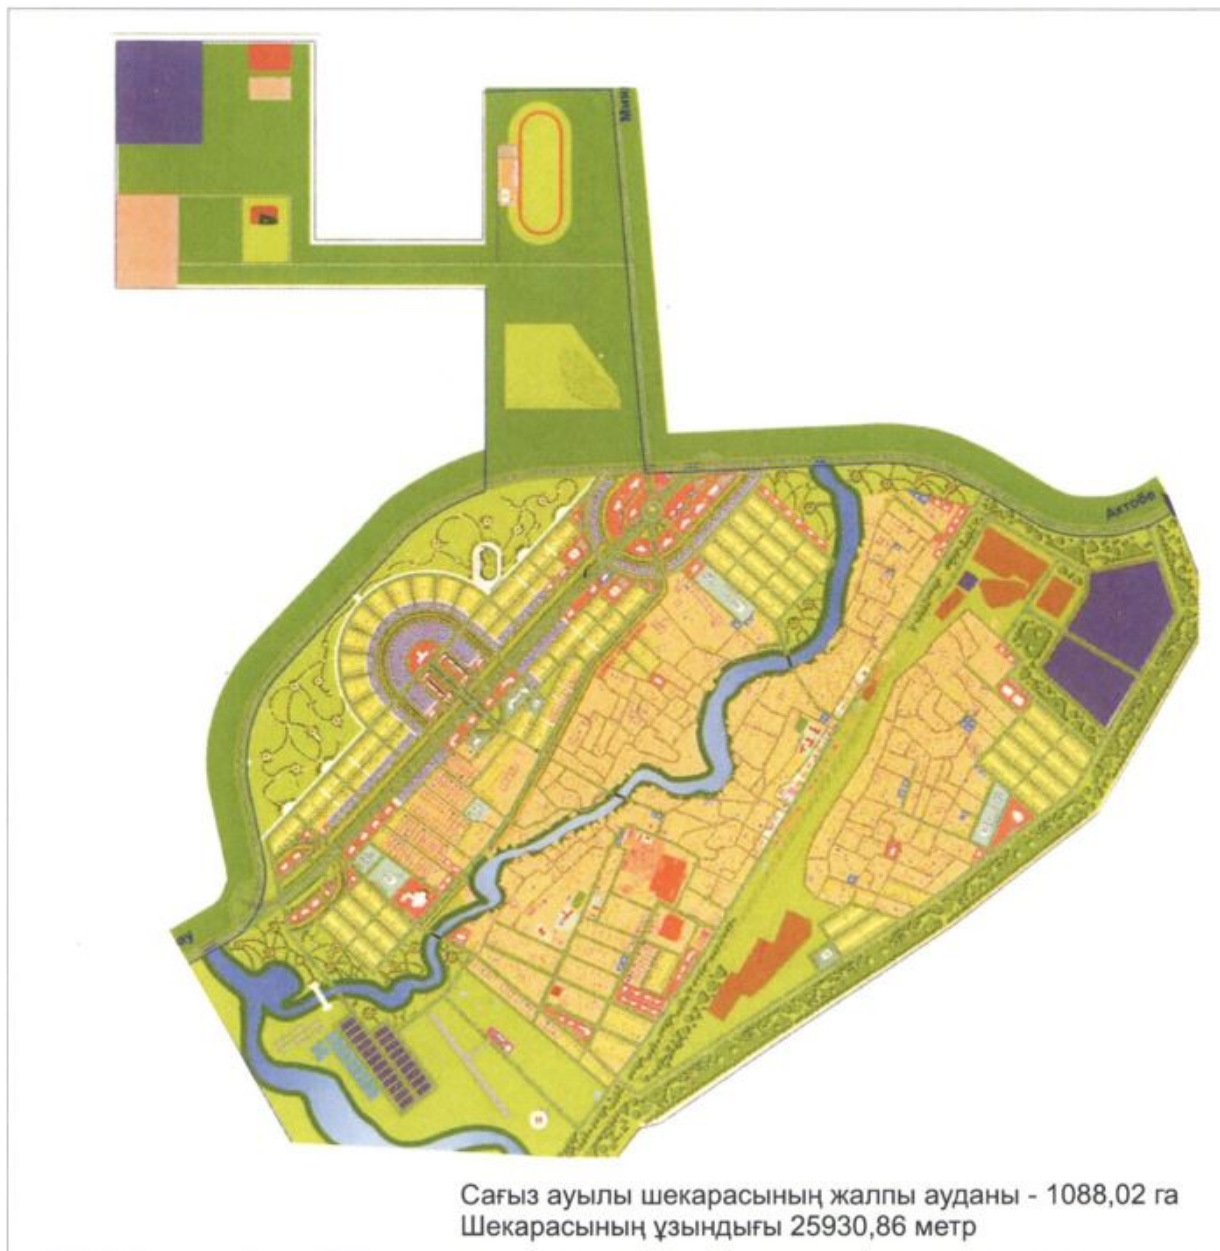 Актобе
Сағыз ауылы шекарасының жалпы ауданы - 1088,02 га
Шекарасының ұзындығы 25930,86 метр